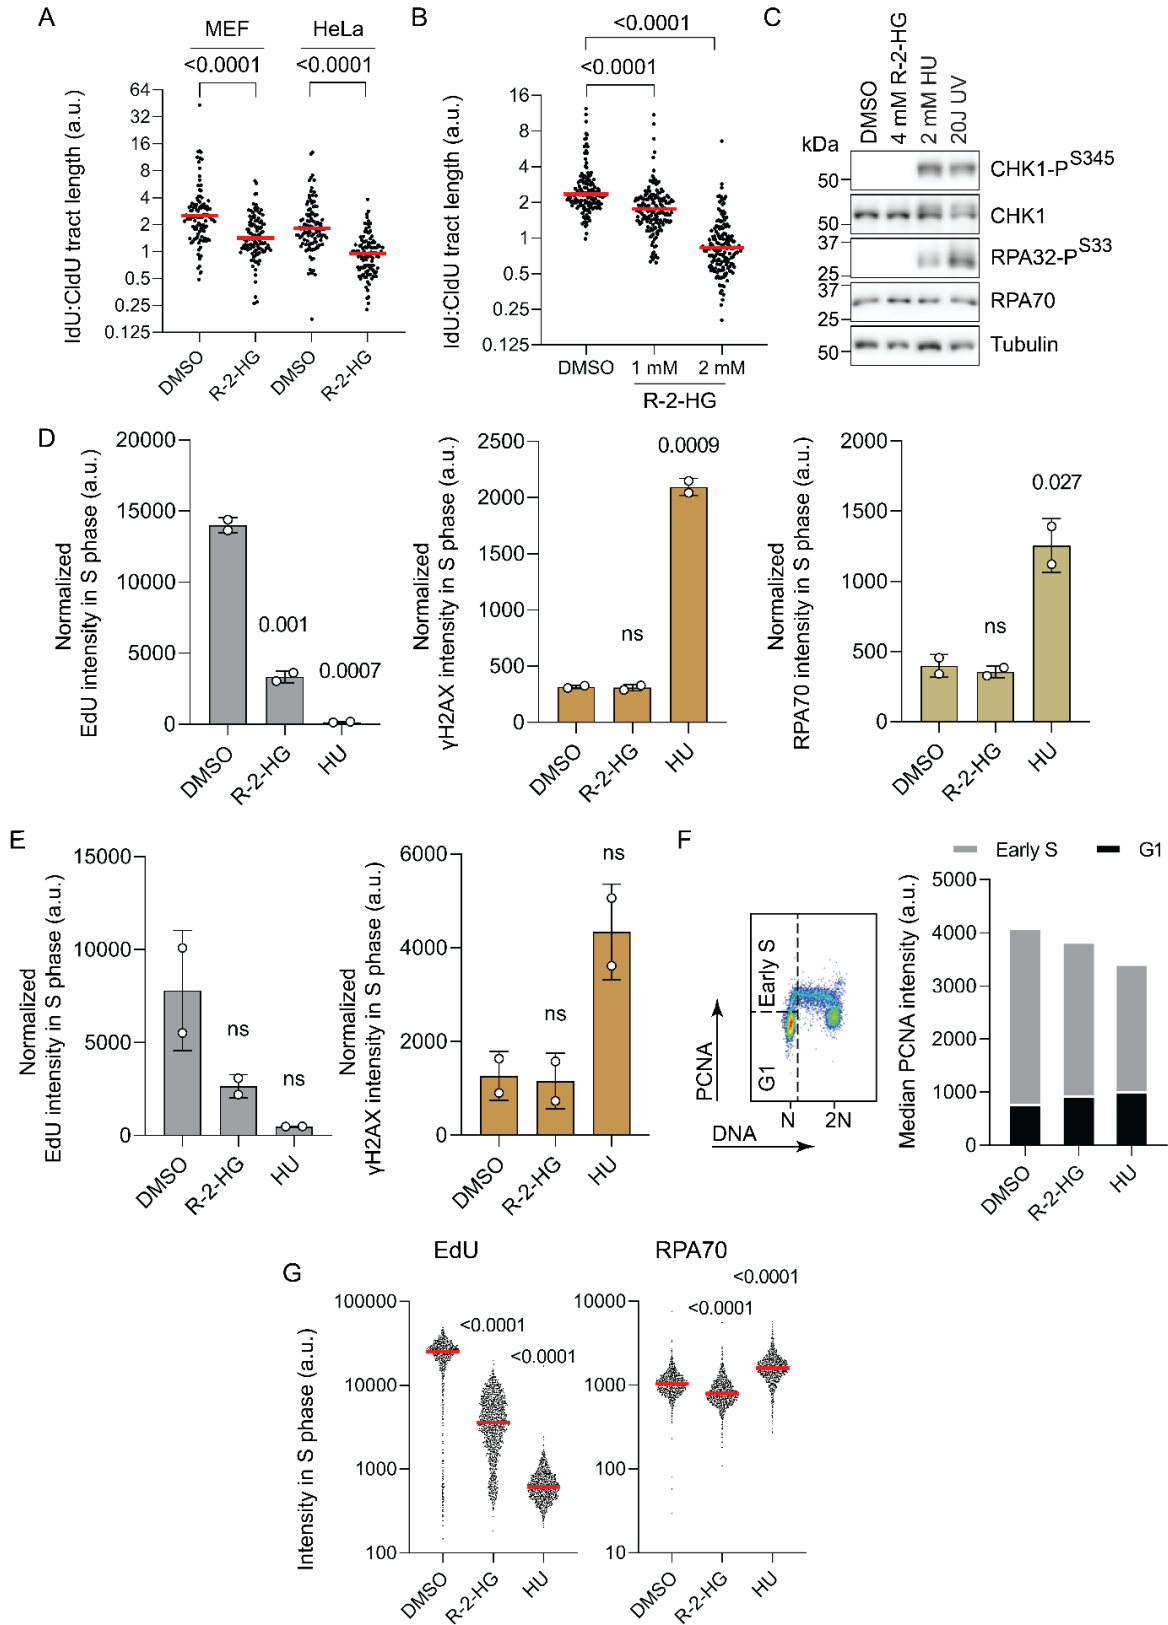 A
MEF HeLa
<0.0001 <0.0001
IdU:CldU tract length (a.u.)
64
32
16
8
4
2
1
0.5
0.25
0.125
DMSO R-2-HG DMSO R-2-HG
B
<0.0001
<0.0001
IdU:CldU tract length (a.u.)
16
8
4
2
1
0.5
0.25
0.125
DMSO 1 mM 2 mM
R-2-HG
C
DMSO
4 mM R-2-HG
2 mM HU
20J UV
kDa
50 CHK1-P^S345
50 CHK1
37
25 RPA32-P^S33
37
25 RPA70
50 Tubulin
D
Normalized
EdU intensity in S phase (a.u.)
20000
15000
10000
5000
0
0.001
0.0007
DMSO R-2-HG HU
Normalized
γH2AX intensity in S phase (a.u.)
2500
2000
1500
1000
500
0
ns
0.0009
DMSO R-2-HG HU
Normalized
RPA70 intensity in S phase (a.u.)
2000
1500
1000
500
0
ns
0.027
DMSO R-2-HG HU
E
Normalized
EdU intensity in S phase (a.u.)
15000
10000
5000
0
ns
ns
DMSO R-2-HG HU
Normalized
γH2AX intensity in S phase (a.u.)
6000
4000
2000
0
ns
ns
DMSO R-2-HG HU
F
PCNA
G1 Early S
N 2N
DNA
Early S G1
Median PCNA intensity (a.u.)
5000
4000
3000
2000
1000
0
DMSO R-2-HG HU
G
Intensity in S phase (a.u.)
EdU
100000
10000
1000
100
<0.0001
<0.0001
DMSO R-2-HG HU
RPA70
10000
1000
100
10
<0.0001
<0.0001
DMSO R-2-HG HU